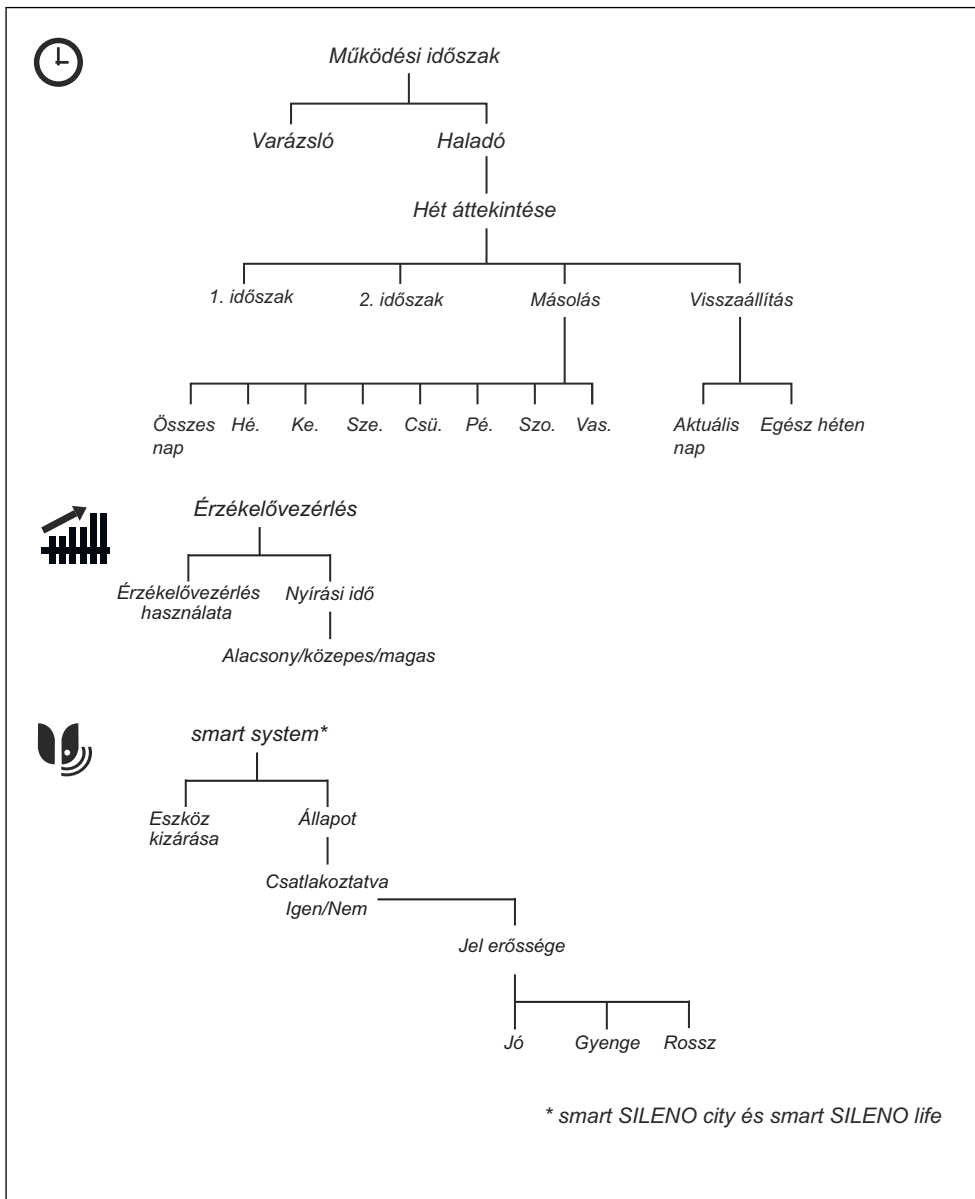 Működési időszak
Varázsló
Haladó
Hét áttekintése
1. időszak
2. időszak
Másolás
Visszaállítás
Összes
nap
Hé.
Ke.
Sze.
Csü.
Pé.
Szo.
Vas.
Aktuális
nap
Egész héten
Érzékelővezérlés
Érzékelővezérlés
használata
Nyírási idő
Alacsony/közepes/magas
smart system*
Eszköz
kizárása
Állapot
Csatlakoztatva
Igen/Nem
Jel erőssége
Jó
Gyenge
Rossz
* smart SILENO city és smart SILENO life